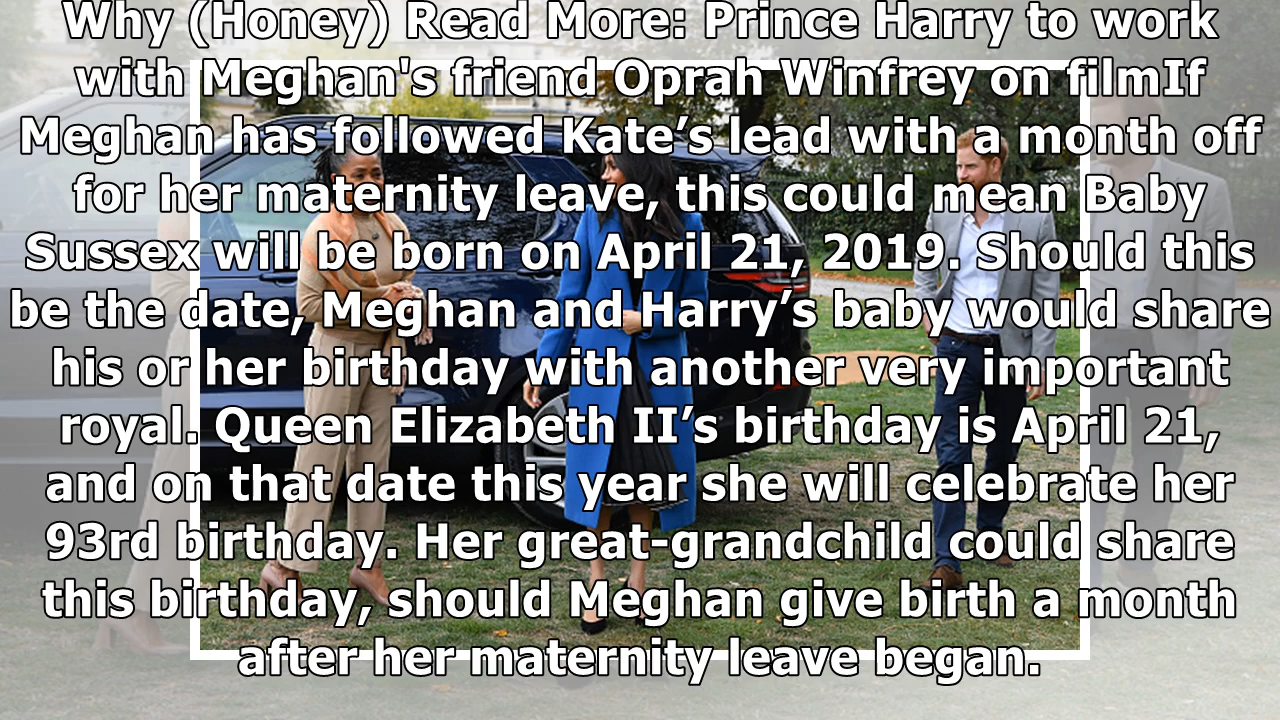 Why (Honey) Read More: Prince Harry to work
with Meghan's friend Oprah Winfrey on filmIf
Meghan has followed Kate’s lead with a month off
for her maternity leave, this could mean Baby
Sussex will be born on April 21, 2019. Should this
be the date, Meghan and Harry’s baby would share
his or her birthday with another very important
royal. Queen Elizabeth II’s birthday is April 21,
and on that date this year she will celebrate her
93rd birthday. Her great-grandchild could share
this birthday, should Meghan give birth a month
after her maternity leave began.